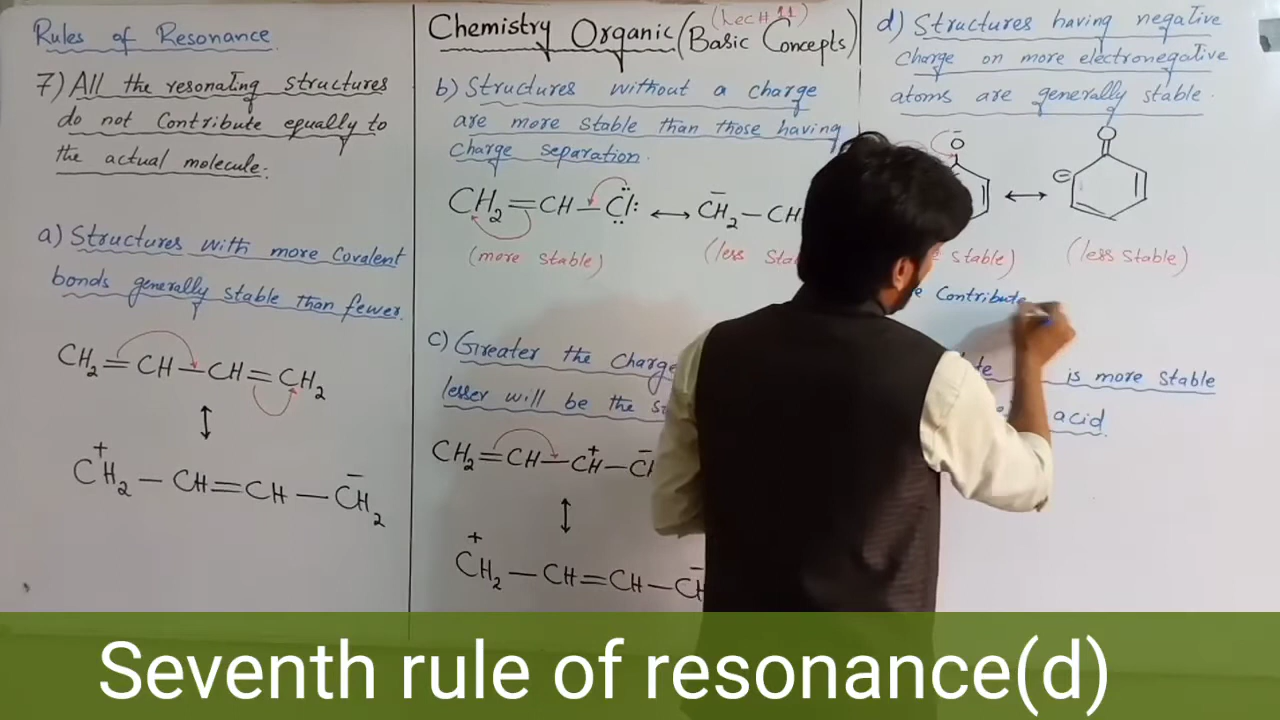 Rules of Resonance
7) All the resonating structures
do not Contribute equally to
the actual molecule.
a) Structures with more Covalent
bonds generally stable than fewer.
CH2=CH—CH=CH2
↕
+
CH2—CH=CH—CH2
−
(Lec # 11)
Chemistry Organic (Basic Concepts)
b) Structures without a charge
are more stable than those having
Charge separation.
CH2=CH—Cl: ↔ CH2—CH
(more stable) (less
c) Greater the charge
lesser will be the
CH2=CH—CH—
↕
+
CH2—CH=CH—CH
−
d) Structures having negative
charge on more electronegative
atoms are generally stable.
O O
⊖ ↔
stable) (less stable)
Contribute
is more stable
acid.
Seventh rule of resonance(d)